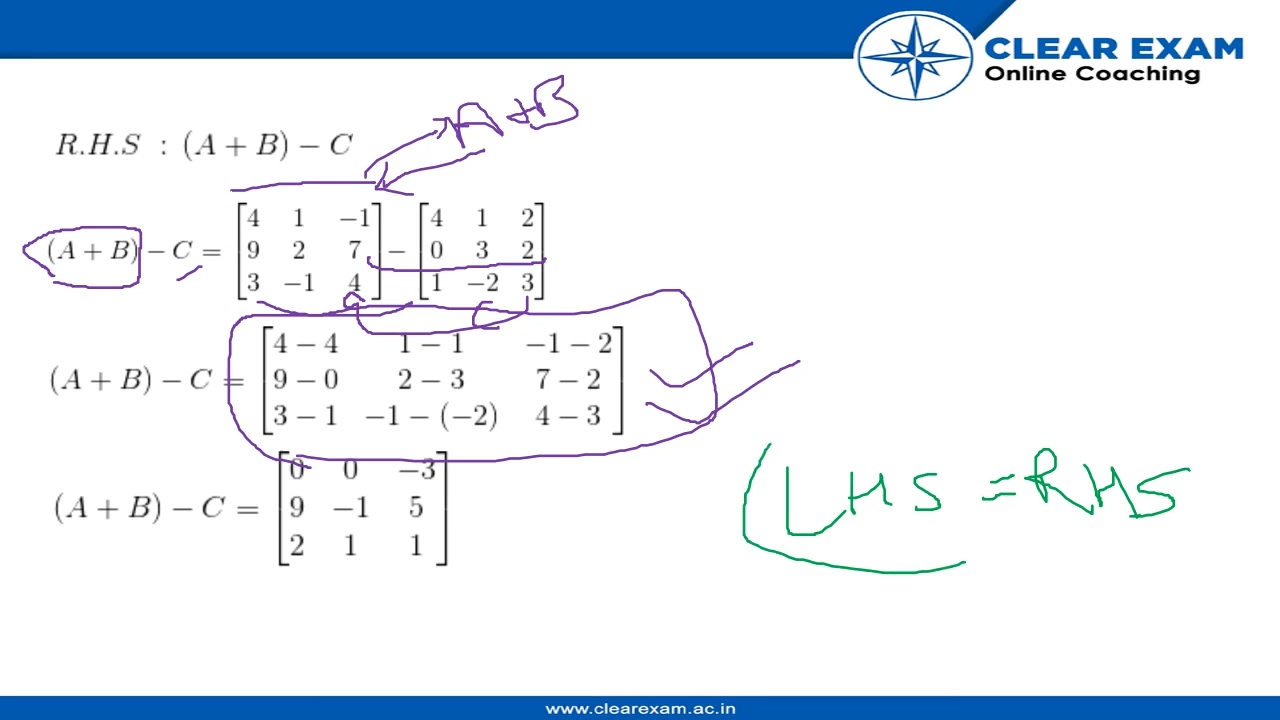 CLEAR EXAM
Online Coaching
A+B
R.H.S : (A + B) − C
(A + B) − C = [4 1 −1 − [4 1 2
9 2 7 0 3 2
3 −1 4] 1 −2 3]
(A + B) − C = [4 − 4 1 − 1 −1 − 2
9 − 0 2 − 3 7 − 2
3 − 1 −1 − (−2) 4 − 3]
(A + B) − C = [0 0 −3
9 −1 5
2 1 1]
LHS = RHS
www.clearexam.ac.in